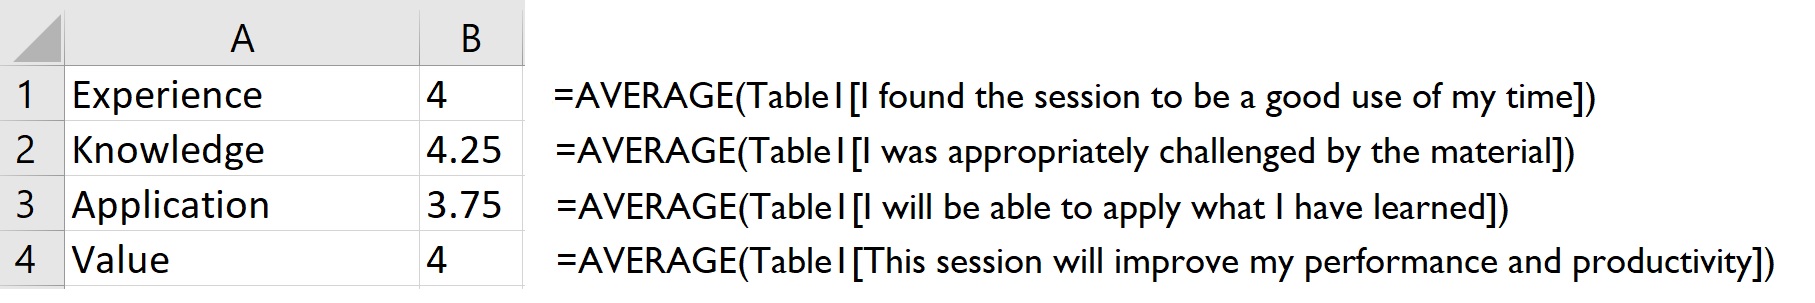 A B
1 Experience 4 =AVERAGE(Table1[I found the session to be a good use of my time])
2 Knowledge 4.25 =AVERAGE(Table1[I was appropriately challenged by the material])
3 Application 3.75 =AVERAGE(Table1[I will be able to apply what I have learned])
4 Value 4 =AVERAGE(Table1[This session will improve my performance and productivity])